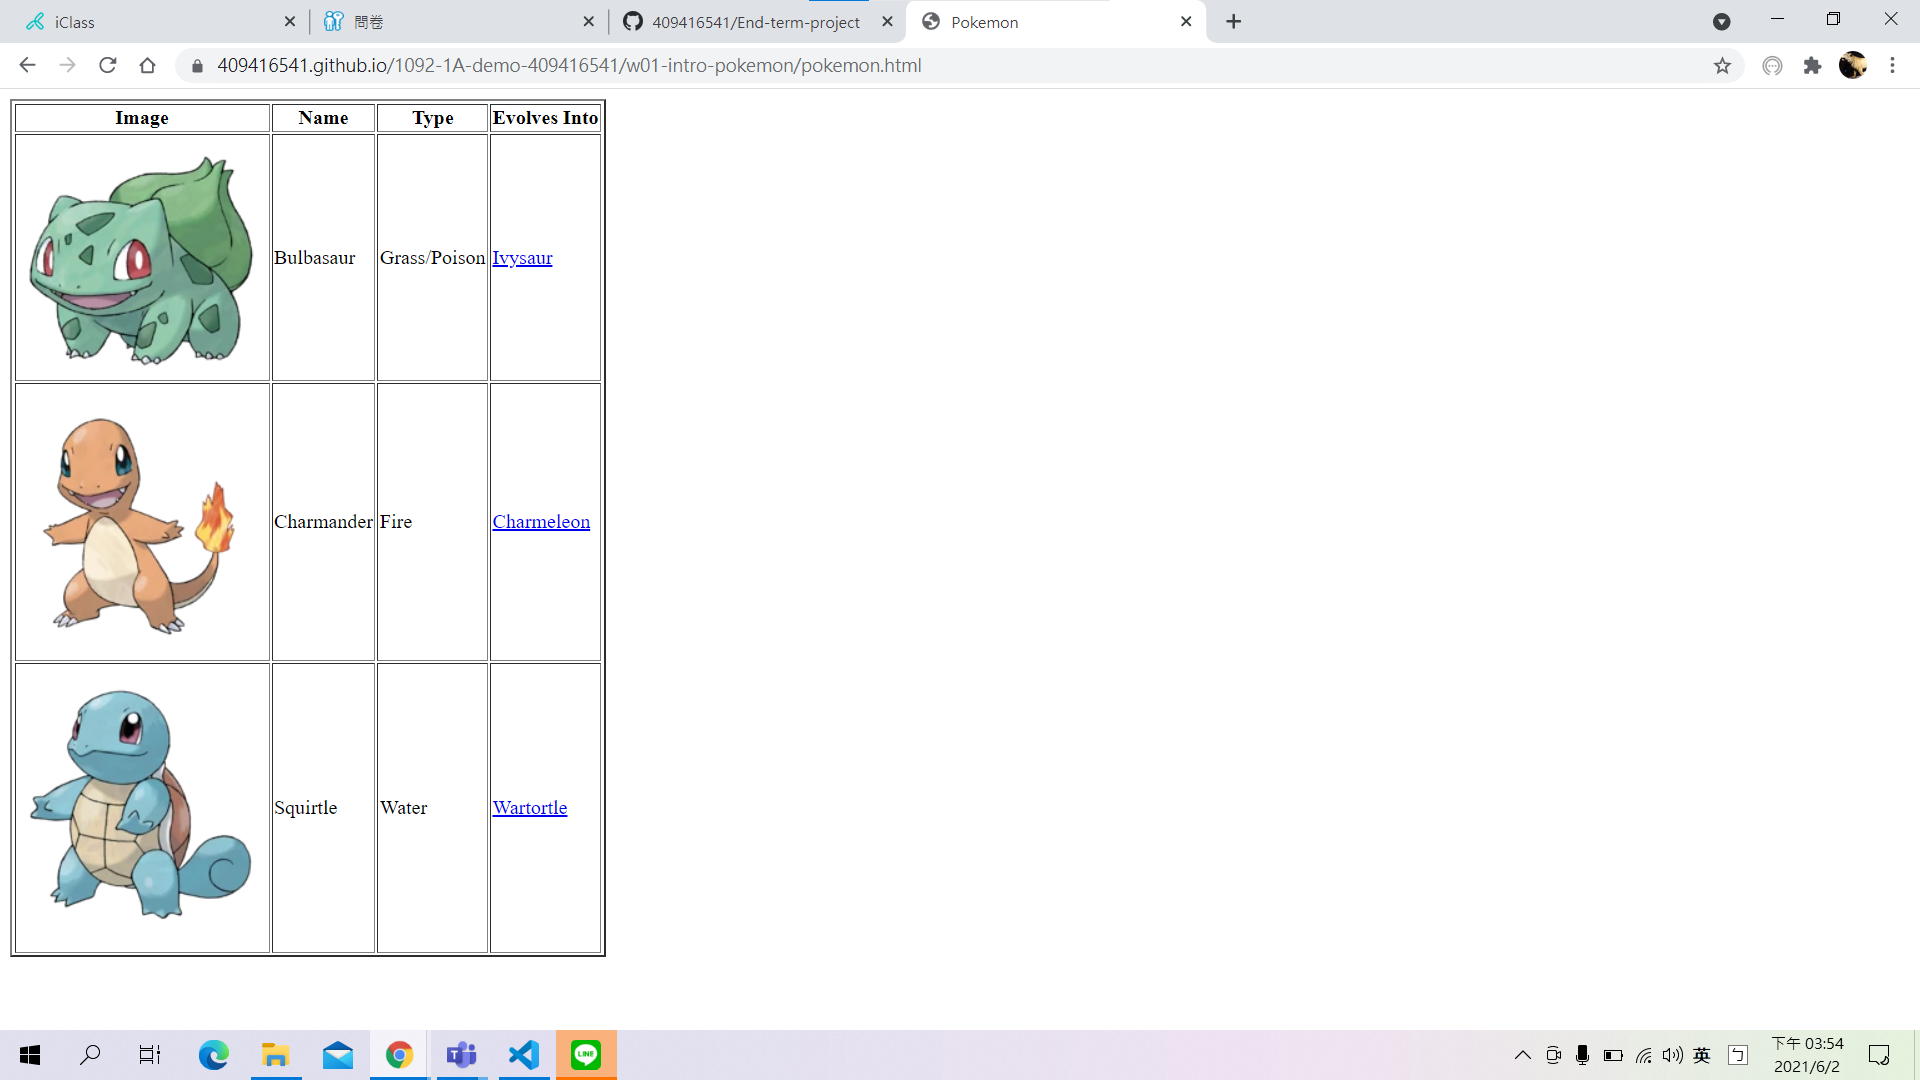 iClass
問卷
409416541/End-term-project
Pokemon
409416541.github.io/1092-1A-demo-409416541/w01-intro-pokemon/pokemon.html
Image Name Type Evolves Into
Bulbasaur Grass/Poison Ivysaur
Charmander Fire Charmeleon
Squirtle Water Wartortle
LINE
英
ㄅ
下午 03:54
2021/6/2